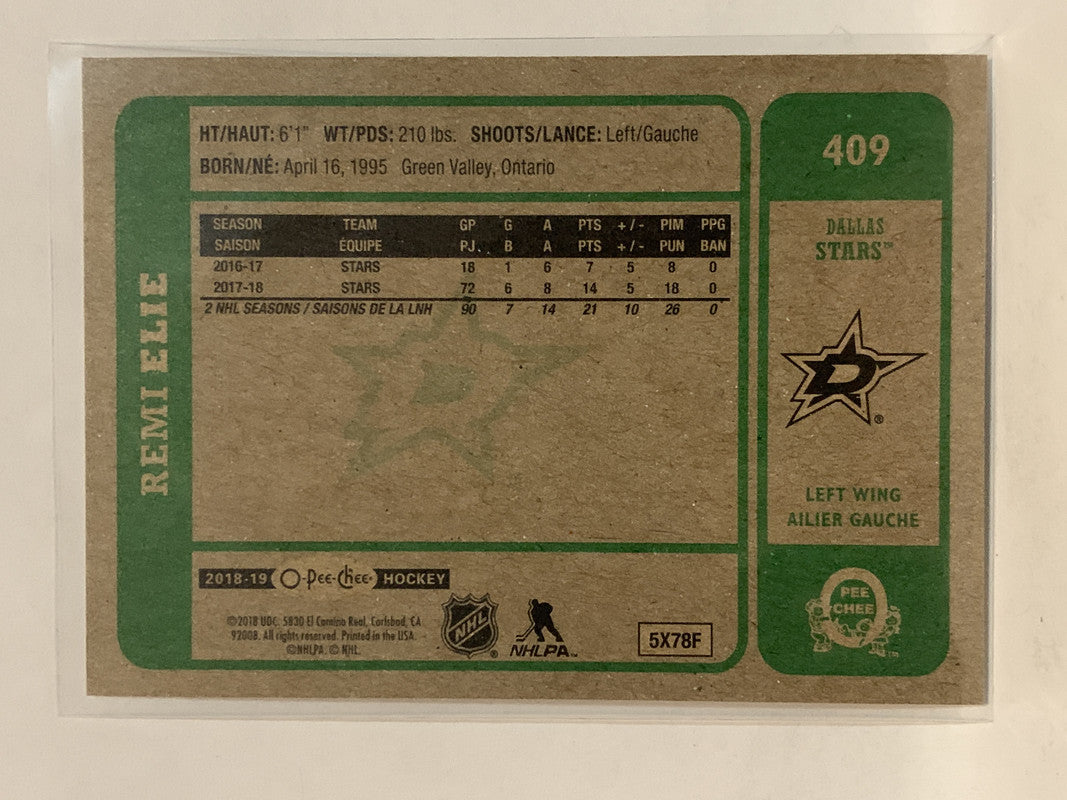 HT/HAUT: 6'1" WT/PDS: 210 lbs. SHOOTS/LANCE: Left/Gauche
BORN/NÉ: April 16, 1995 Green Valley, Ontario
REMI ELIE
SEASON TEAM GP G A PTS +/- PIM PPG
SAISON ÉQUIPE PJ. B A PTS +/- PUN BAN
2016-17 STARS 18 1 6 7 5 8 0
2017-18 STARS 72 6 8 14 5 18 0
2 NHL SEASONS / SAISONS DE LA LNH 90 7 14 21 10 26 0
2018-19 O-Pee-Chee HOCKEY
©2018 UDC. 5830 El Camino Real, Carlsbad, CA
92008. All rights reserved. Printed in the USA.
©NHLPA. © NHL.
NHL ®
NHLPA™
5X78F
409
DALLAS
STARS™
D ®
LEFT WING
AILIER GAUCHE
O
PEE
CHEE
TM